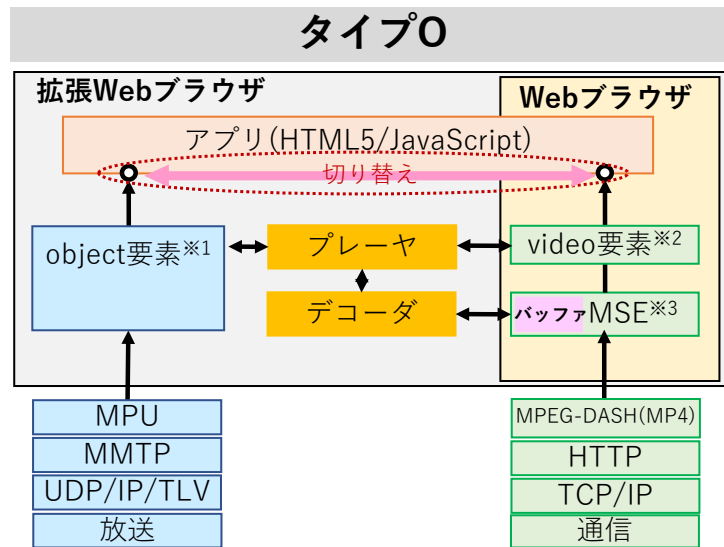 タイプO
拡張Webブラウザ
Webブラウザ
アプリ(HTML5/JavaScript)
切り替え
object要素※1
プレーヤ
video要素※2
デコーダ
バッファMSE※3
MPU
MMTP
UDP/IP/TLV
放送
MPEG-DASH(MP4)
HTTP
TCP/IP
通信